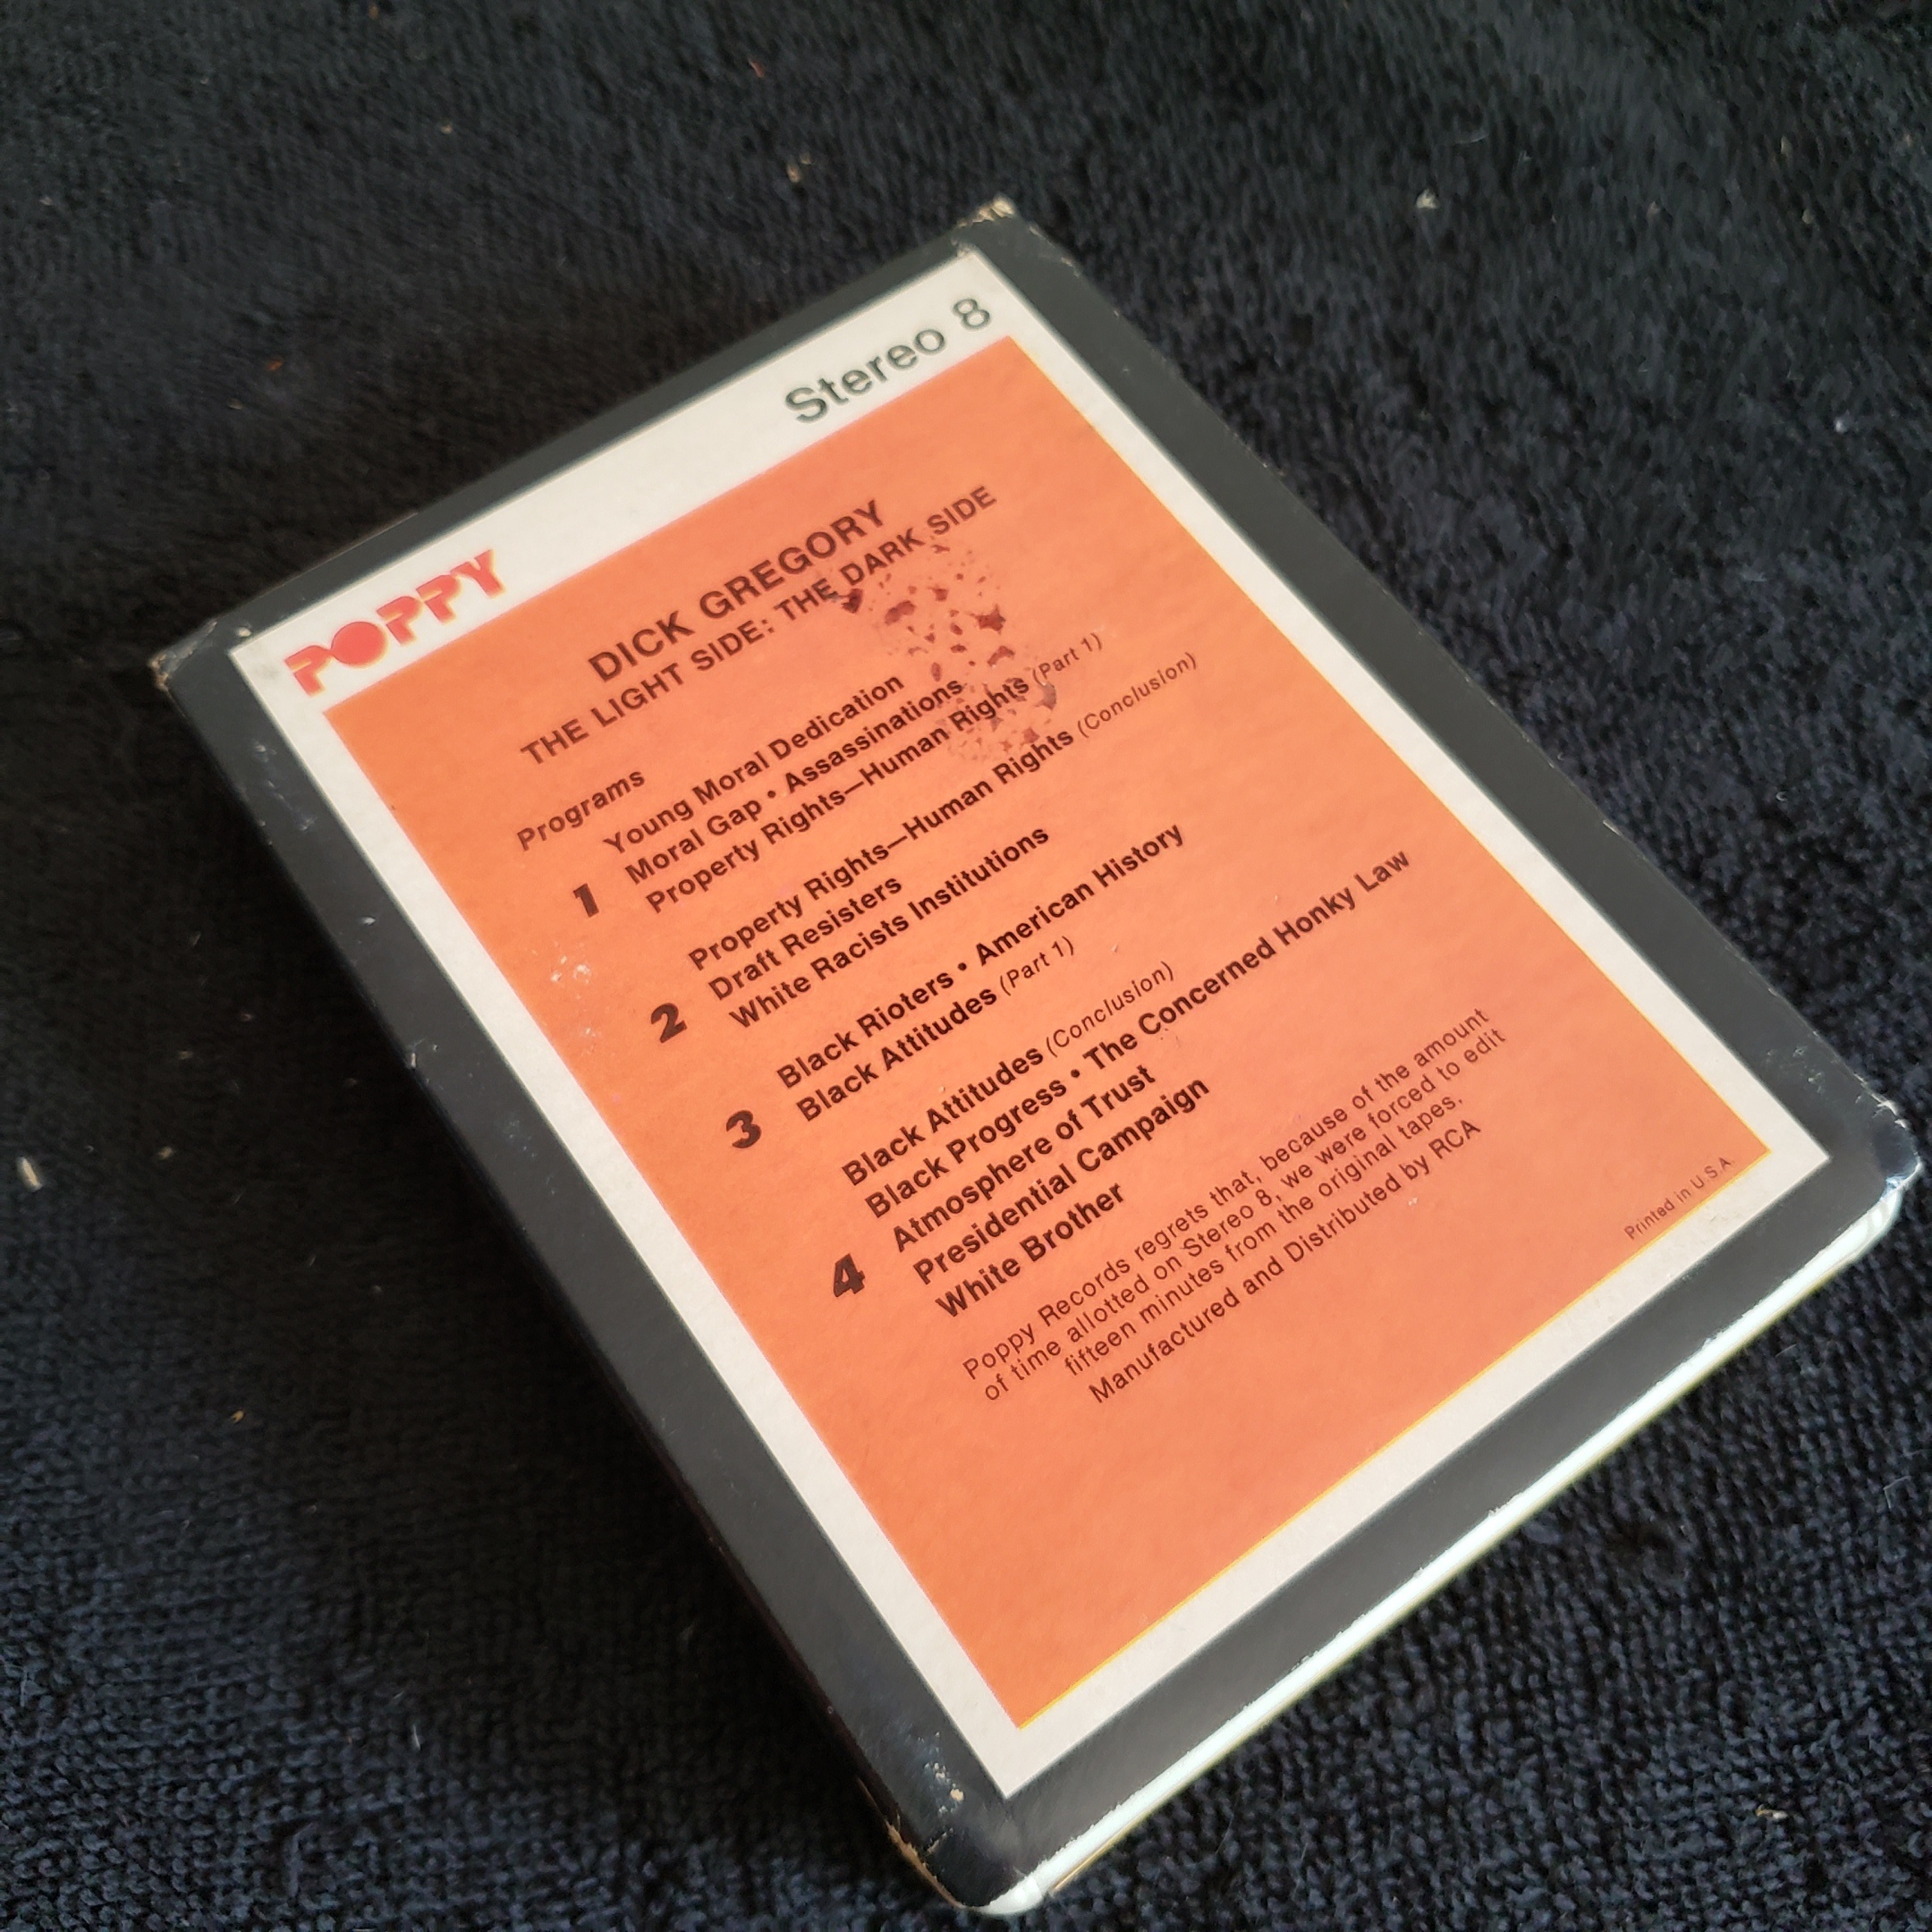 POPPY
Stereo 8
DICK GREGORY
THE LIGHT SIDE: THE DARK SIDE
Programs
1
Young Moral Dedication
Moral Gap • Assassinations
Property Rights—Human Rights (Part 1)
2
Property Rights—Human Rights (Conclusion)
Draft Resisters
White Racists Institutions
3
Black Rioters • American History
Black Attitudes (Part 1)
4
Black Attitudes (Conclusion)
Black Progress • The Concerned Honky Law
Atmosphere of Trust
Presidential Campaign
White Brother
Poppy Records regrets that, because of the amount
of time allotted on Stereo 8, we were forced to edit
fifteen minutes from the original tapes.
Manufactured and Distributed by RCA
Printed in U.S.A.